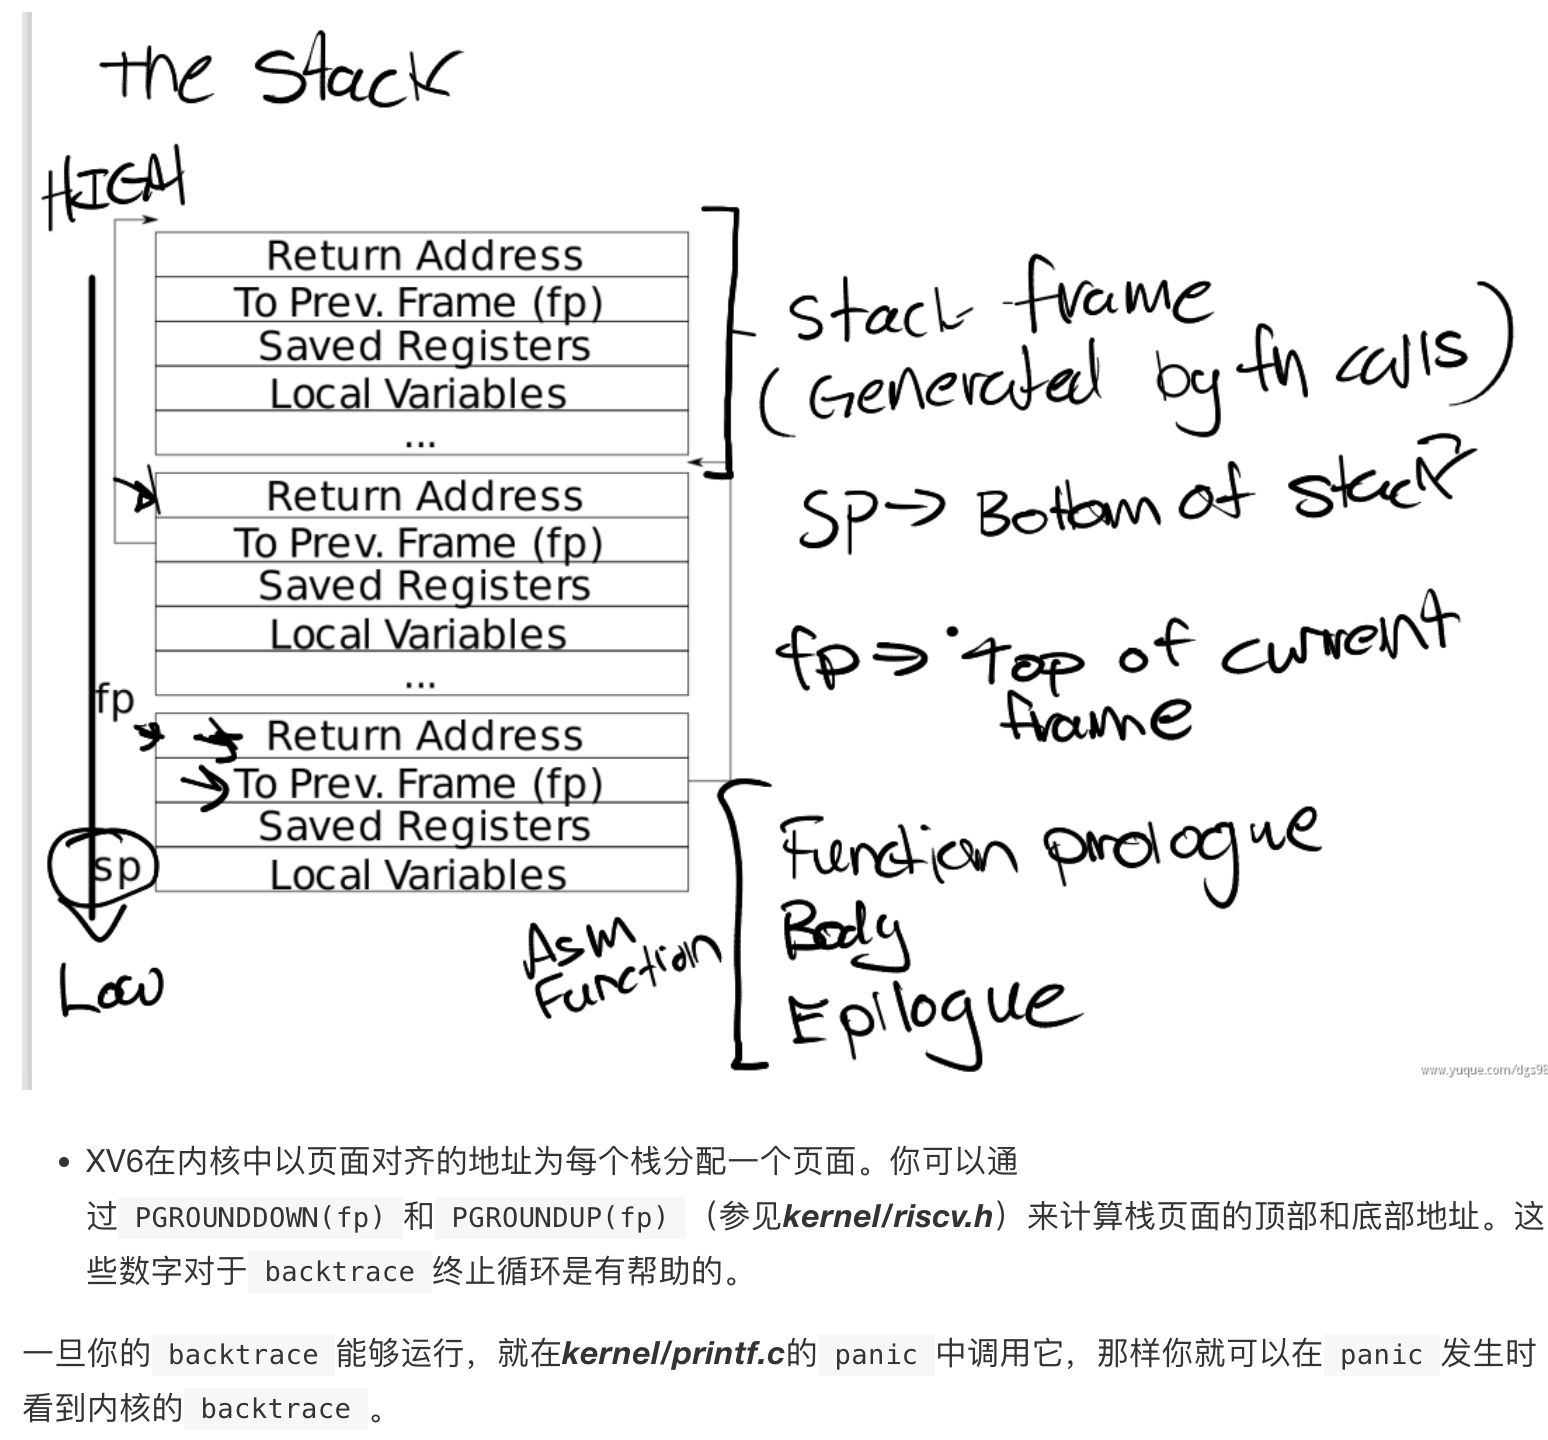 the Stack
HIGH
Return Address
To Prev. Frame (fp)
Saved Registers
Local Variables
...
Stack frame
(Generated by fn calls)
Return Address
To Prev. Frame (fp)
Saved Registers
Local Variables
...
SP → Bottom of stack
fp ⇒ Top of current
frame
fp
Return Address
To Prev. Frame (fp)
Saved Registers
sp
Local Variables
Low
Asm
Function
Function prologue
Body
Epilogue
www.yuque.com/dgs98
• XV6在内核中以页面对齐的地址为每个栈分配一个页面。你可以通
过 PGROUNDDOWN(fp) 和 PGROUNDUP(fp) （参见kernel/riscv.h）来计算栈页面的顶部和底部地址。这
些数字对于 backtrace 终止循环是有帮助的。
一旦你的 backtrace 能够运行，就在kernel/printf.c的 panic 中调用它，那样你就可以在 panic 发生时
看到内核的 backtrace 。